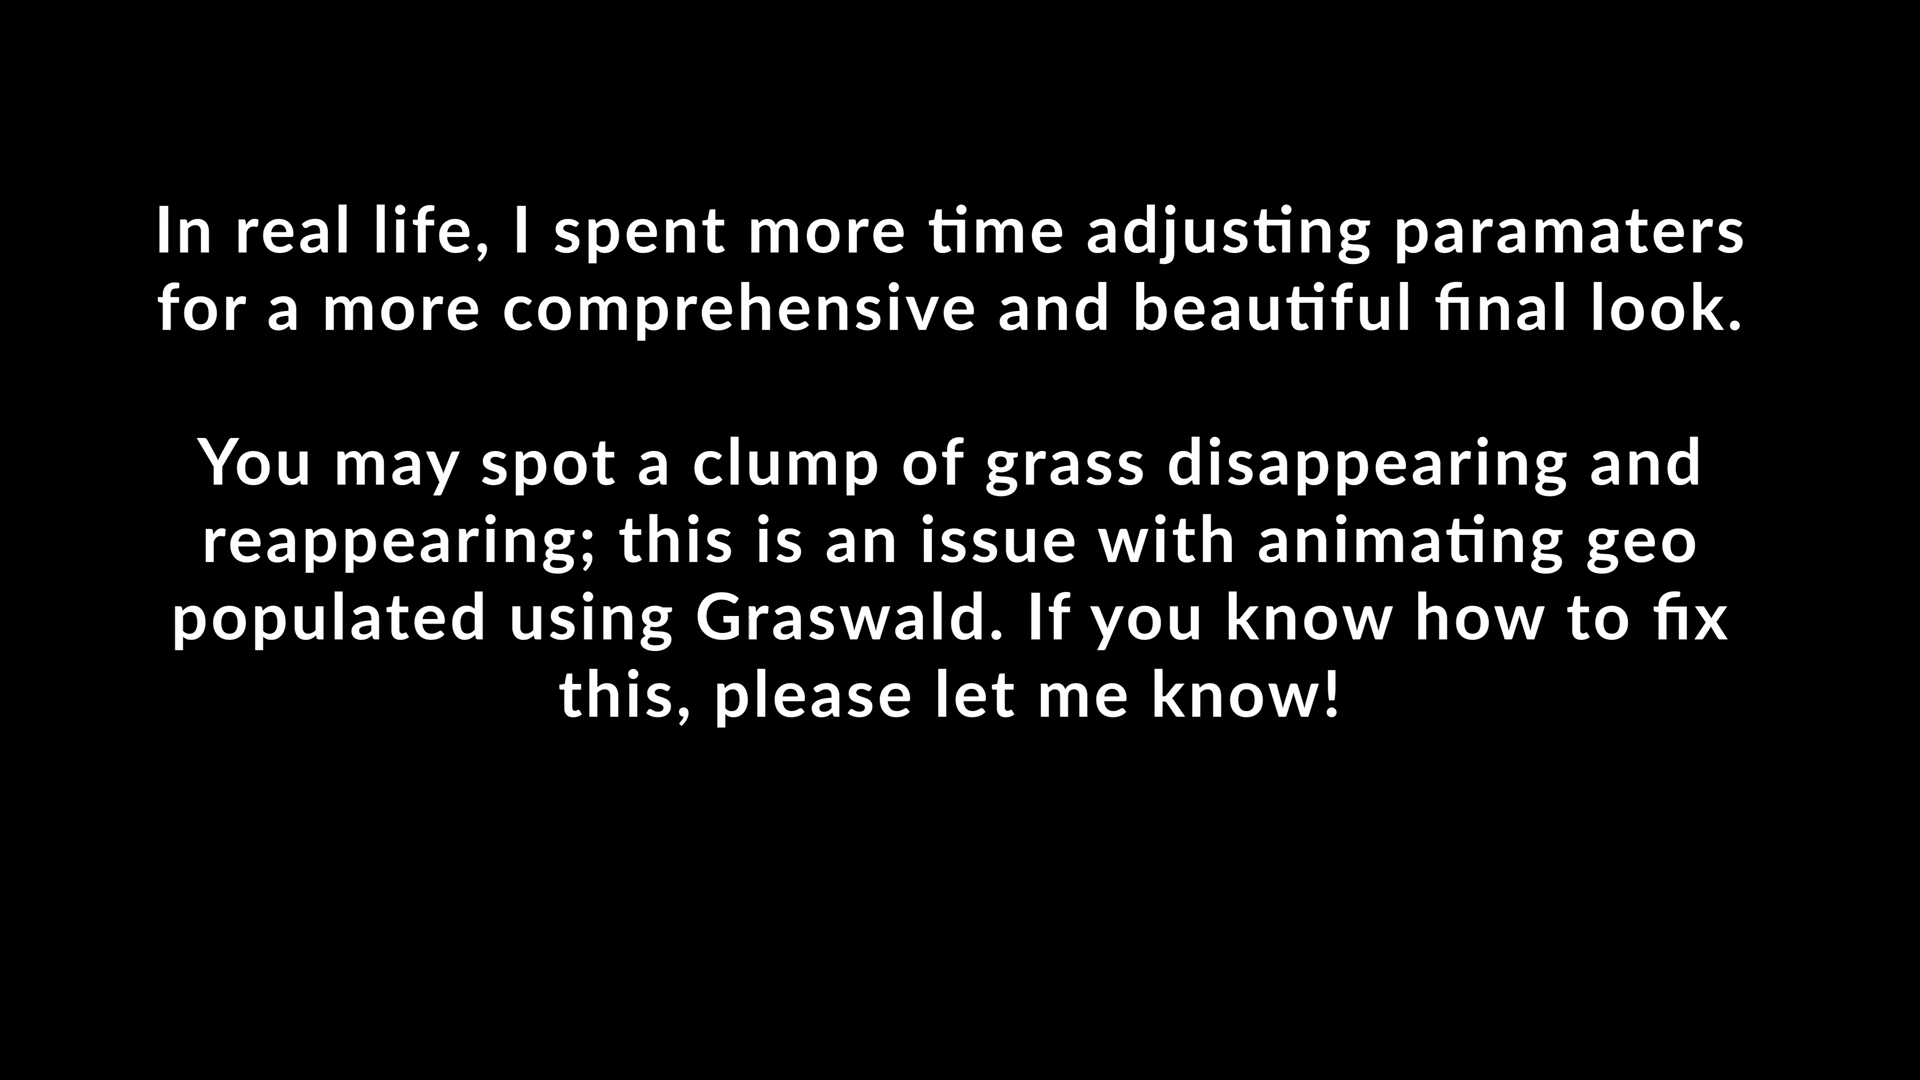 In real life, I spent more time adjusting paramaters
for a more comprehensive and beautiful final look.
You may spot a clump of grass disappearing and
reappearing; this is an issue with animating geo
populated using Graswald. If you know how to fix
this, please let me know!